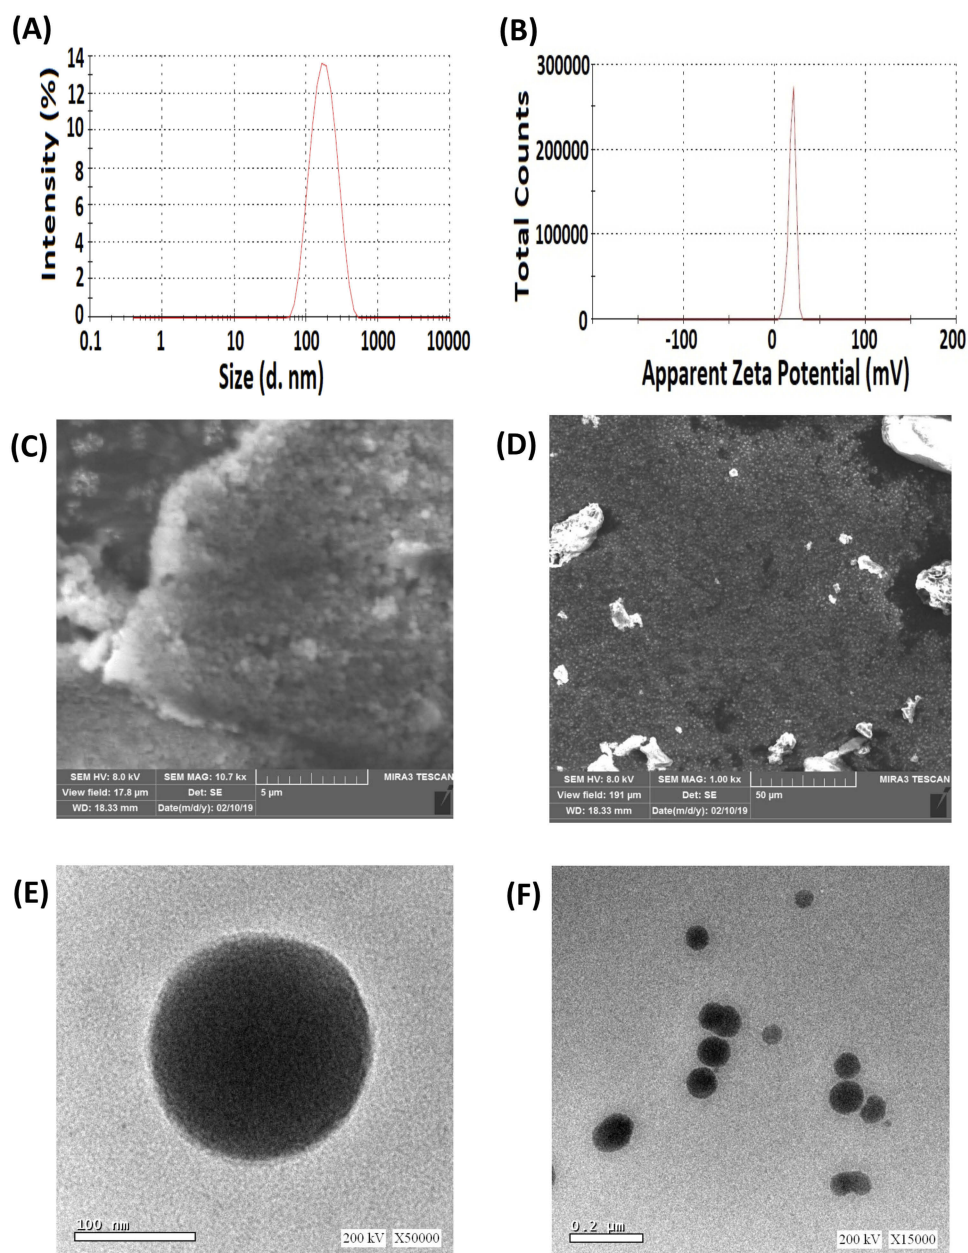 (A)
14
12
10
8
6
4
2
0
Intensity (%)
0.1 1 10 100 1000 10000
Size (d. nm)
(B)
300000
200000
100000
0
Total Counts
-100 0 100 200
Apparent Zeta Potential (mV)
(C)
SEM HV: 8.0 kV SEM MAG: 10.7 kx MIRA3 TESCAN
View field: 17.8 µm Det: SE 5 µm
WD: 18.33 mm Date(m/d/y): 02/10/19
(D)
SEM HV: 8.0 kV SEM MAG: 1.00 kx MIRA3 TESCAN
View field: 191 µm Det: SE 50 µm
WD: 18.33 mm Date(m/d/y): 02/10/19
(E)
100 nm
200 kV X50000
(F)
0.2 µm
200 kV X15000